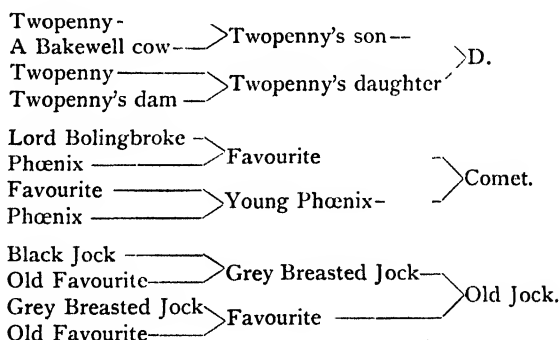 Twopenny-
A Bakewell cow Twopenny's son
Twopenny D.
Twopenny's dam Twopenny's daughter
Lord Bolingbroke
Phœnix Favourite
Favourite Comet.
Phœnix Young Phœnix-
Black Jock
Old Favourite Grey Breasted Jock
Grey Breasted Jock Old Jock.
Old Favourite Favourite